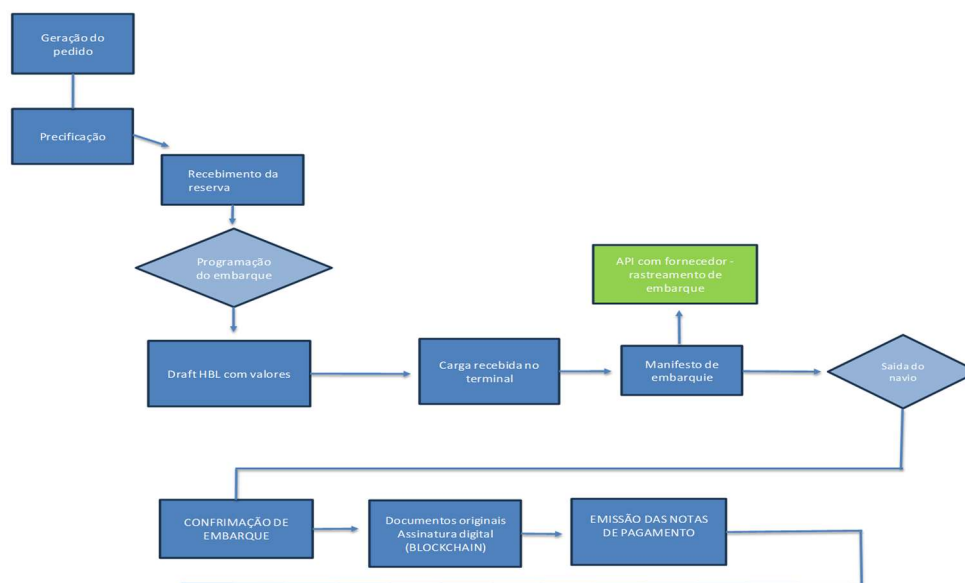 Geração do
pedido
Precificação
Recebimento da
reserva
Programação
do embarque
API com fornecedor -
rastreamento de
embarque
Draft HBL com valores
Carga recebida no
terminal
Manifesto de
embarquie
Saida do
navio
CONFRIMAÇÃO DE
EMBARQUE
Documentos originais
Assinatura digital
(BLOCKCHAIN)
EMISSÃO DAS NOTAS
DE PAGAMENTO